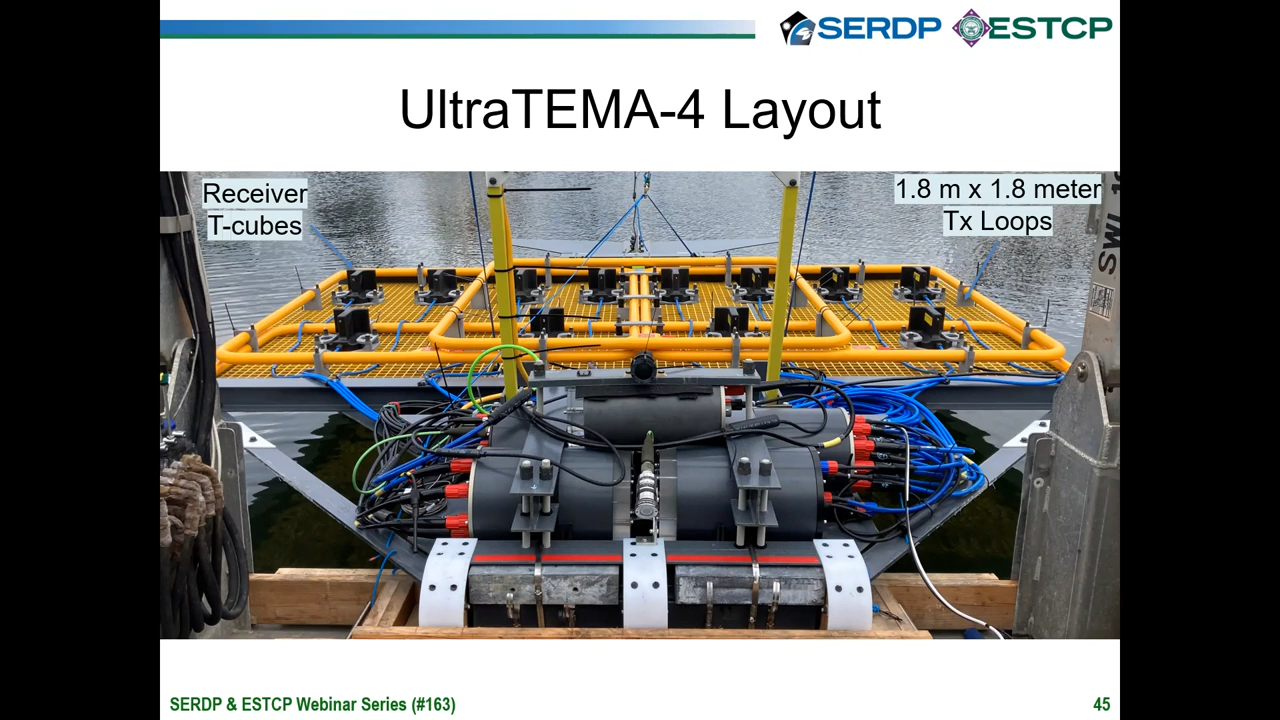 SERDP ESTCP
UltraTEMA-4 Layout
Receiver
T-cubes
1.8 m x 1.8 meter
Tx Loops
SERDP & ESTCP Webinar Series (#163)
45